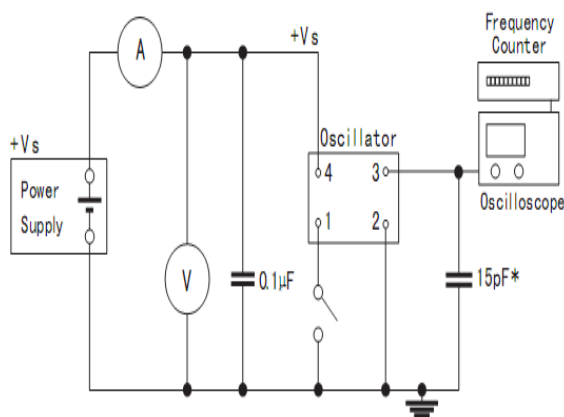 Frequency
Counter
A
+Vs
Oscillator
+Vs
4 3
Power
Supply
1 2
Oscilloscope
V
0.1μF
15pF*